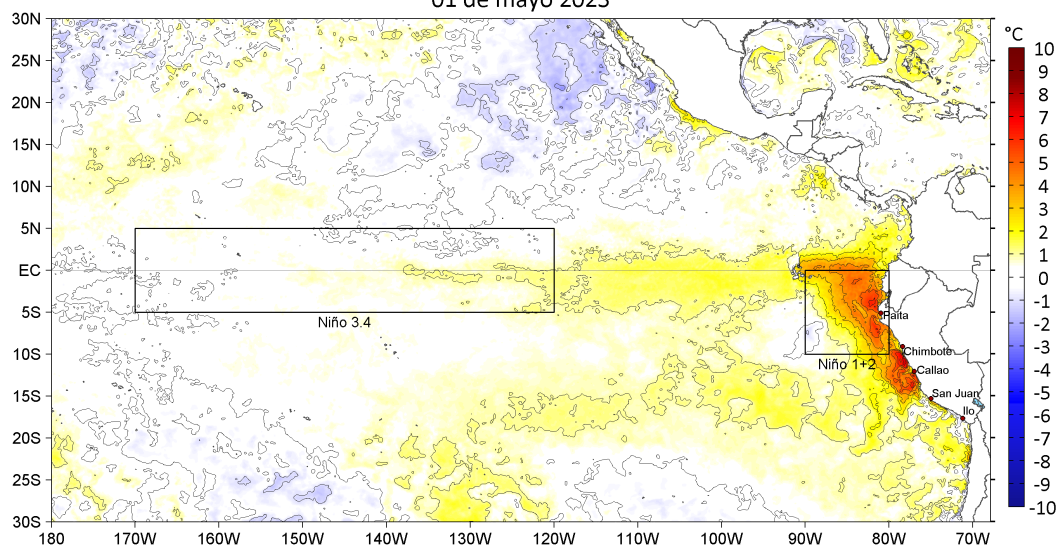 01 de mayo 2023
°C
30N
25N
20N
15N
10N
5N
EC
5S
10S
15S
20S
25S
30S
180 170W 160W 150W 140W 130W 120W 110W 100W 90W 80W 70W
Niño 3.4
Niño 1+2
Paita
Chimbote
Callao
San Juan
Ilo
10
9
8
7
6
5
4
3
2
1
0
-1
-2
-3
-4
-5
-6
-7
-8
-9
-10